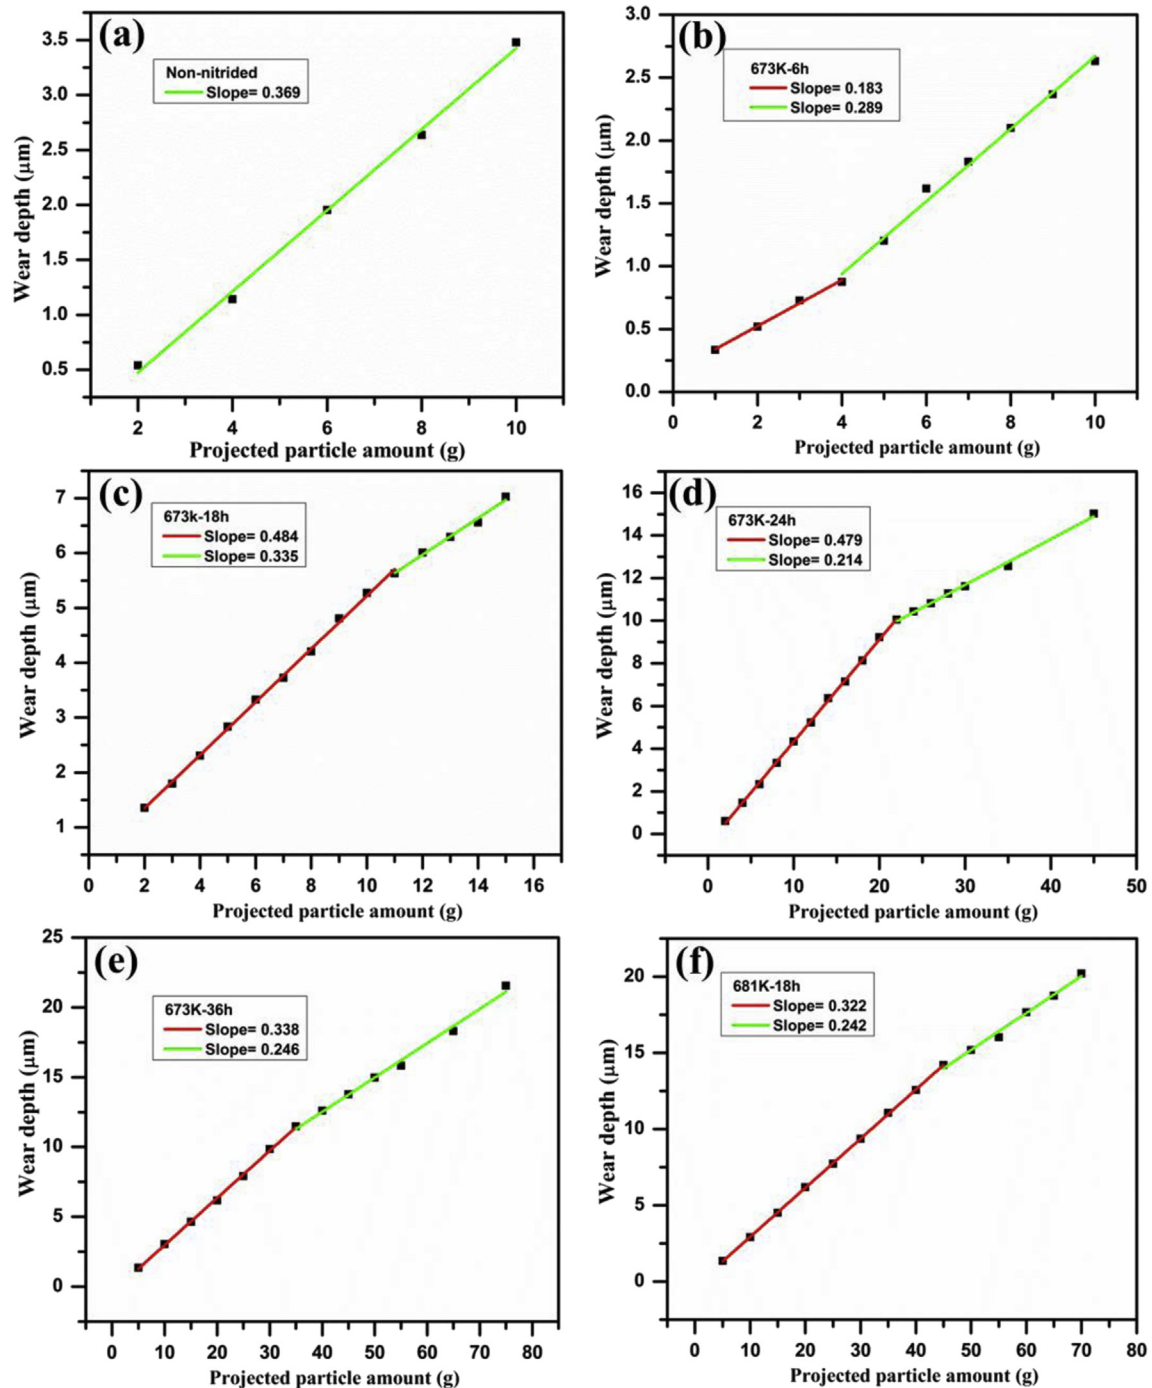 (a)
Non-nitrided
Slope= 0.369
3.5
3.0
2.5
2.0
1.5
1.0
0.5
Wear depth (μm)
2 4 6 8 10
Projected particle amount (g)
(b)
673K-6h
Slope= 0.183
Slope= 0.289
3.0
2.5
2.0
1.5
1.0
0.5
0.0
Wear depth (μm)
0 2 4 6 8 10
Projected particle amount (g)
(c)
673k-18h
Slope= 0.484
Slope= 0.335
7
6
5
4
3
2
1
Wear depth (μm)
0 2 4 6 8 10 12 14 16
Projected particle amount (g)
(d)
673K-24h
Slope= 0.479
Slope= 0.214
16
14
12
10
8
6
4
2
0
Wear depth (μm)
0 10 20 30 40 50
Projected particle amount (g)
(e)
673K-36h
Slope= 0.338
Slope= 0.246
25
20
15
10
5
0
Wear depth (μm)
0 10 20 30 40 50 60 70 80
Projected particle amount (g)
(f)
681K-18h
Slope= 0.322
Slope= 0.242
20
15
10
5
0
Wear depth (μm)
0 10 20 30 40 50 60 70 80
Projected particle amount (g)